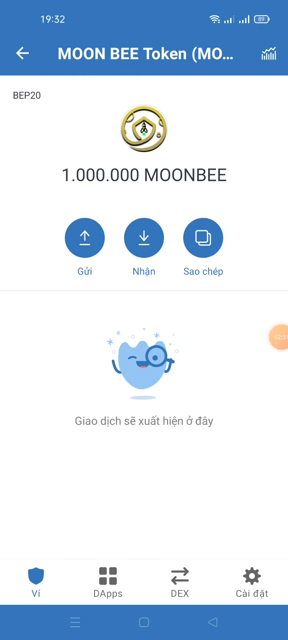 19:32
89
MOON BEE Token (MO...
BEP20
1.000.000 MOONBEE
Gửi
Nhận
Sao chép
Giao dịch sẽ xuất hiện ở đây
Ví
DApps
DEX
Cài đặt